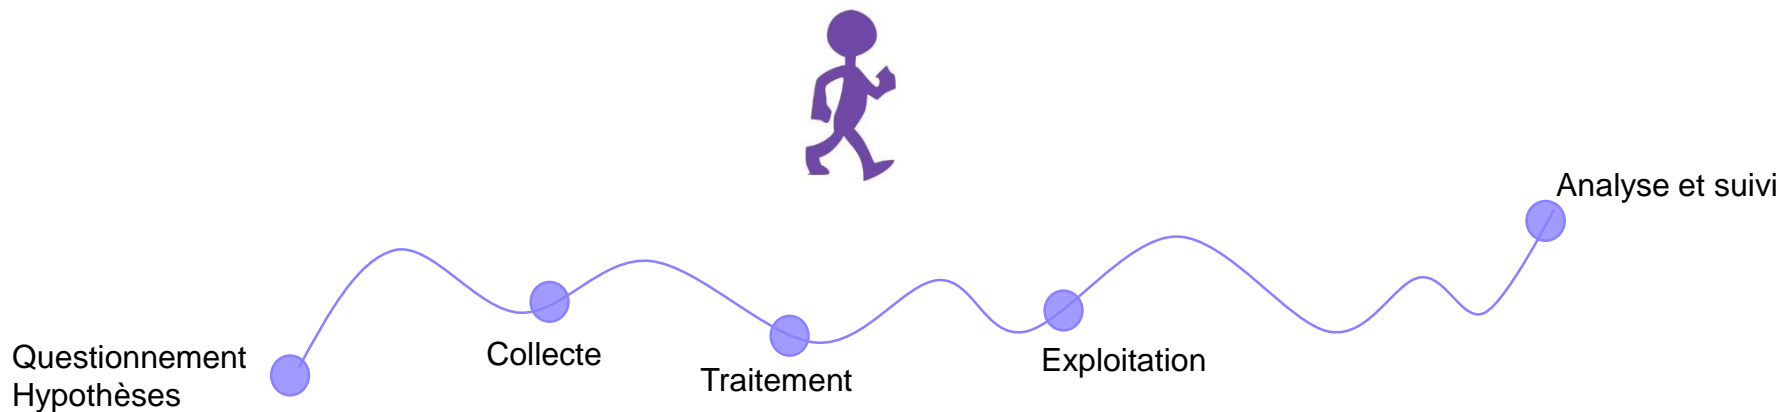 Questionnement
Hypothèses
Collecte
Traitement
Exploitation
Analyse et suivi